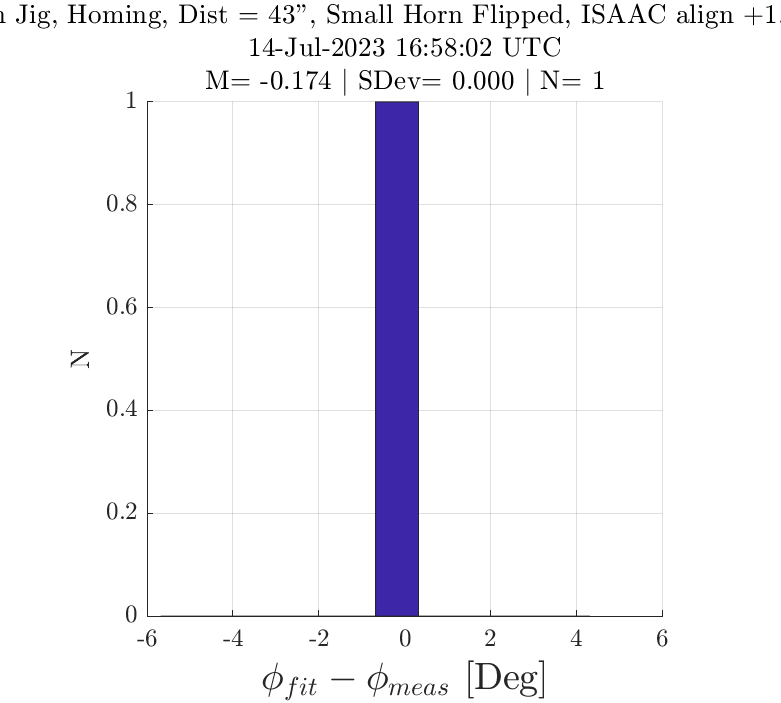 Jig, Homing, Dist = 43”, Small Horn Flipped, ISAAC align +1.
14-Jul-2023 16:58:02 UTC
M= -0.174 | SDev= 0.000 | N= 1
1
0.8
0.6
0.4
0.2
0
N
-6 -4 -2 0 2 4 6
ϕ_fit − ϕ_meas [Deg]